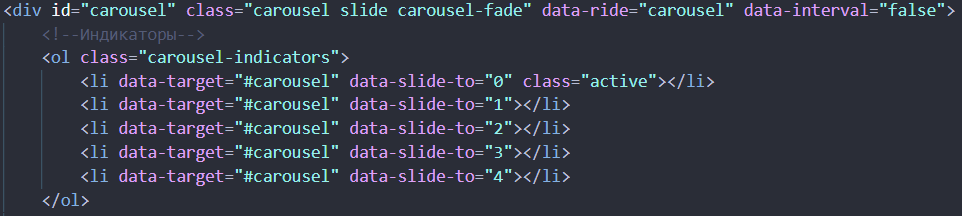 <div id="carousel" class="carousel slide carousel-fade" data-ride="carousel" data-interval="false">
<!--Индикаторы-->
<ol class="carousel-indicators">
<li data-target="#carousel" data-slide-to="0" class="active"></li>
<li data-target="#carousel" data-slide-to="1"></li>
<li data-target="#carousel" data-slide-to="2"></li>
<li data-target="#carousel" data-slide-to="3"></li>
<li data-target="#carousel" data-slide-to="4"></li>
</ol>